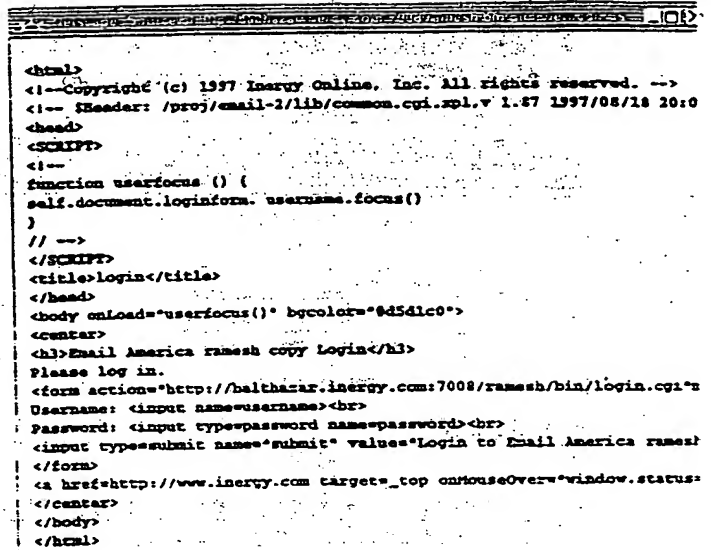 <html>
<!--Copyright (c) 1997 Inergy Online, Inc. All rights reserved. -->
<!-- $Header: /proj/email-2/lib/common.cgi.xpl,v 1.87 1997/08/18 20:0
<head>
<SCRIPT>
<!--
function userfocus () {
self.document.loginform. username.focus()
}
// -->
</SCRIPT>
<title>login</title>
</head>
<body onLoad="userfocus()" bgcolor="#d5d1c0">
<center>
<h3>Email America ramesh copy Login</h3>
Please log in.
<form action="http://balthazar.inergy.com:7008/ramesh/bin/login.cgi"m
Username: <input name=username><br>
Password: <input type=password name=password><br>
<input type=submit name="submit" value="Login to Email America ramesh
</form>
<a href=http://www.inergy.com target=_top onMouseOver="window.status=
</center>
</body>
</html>